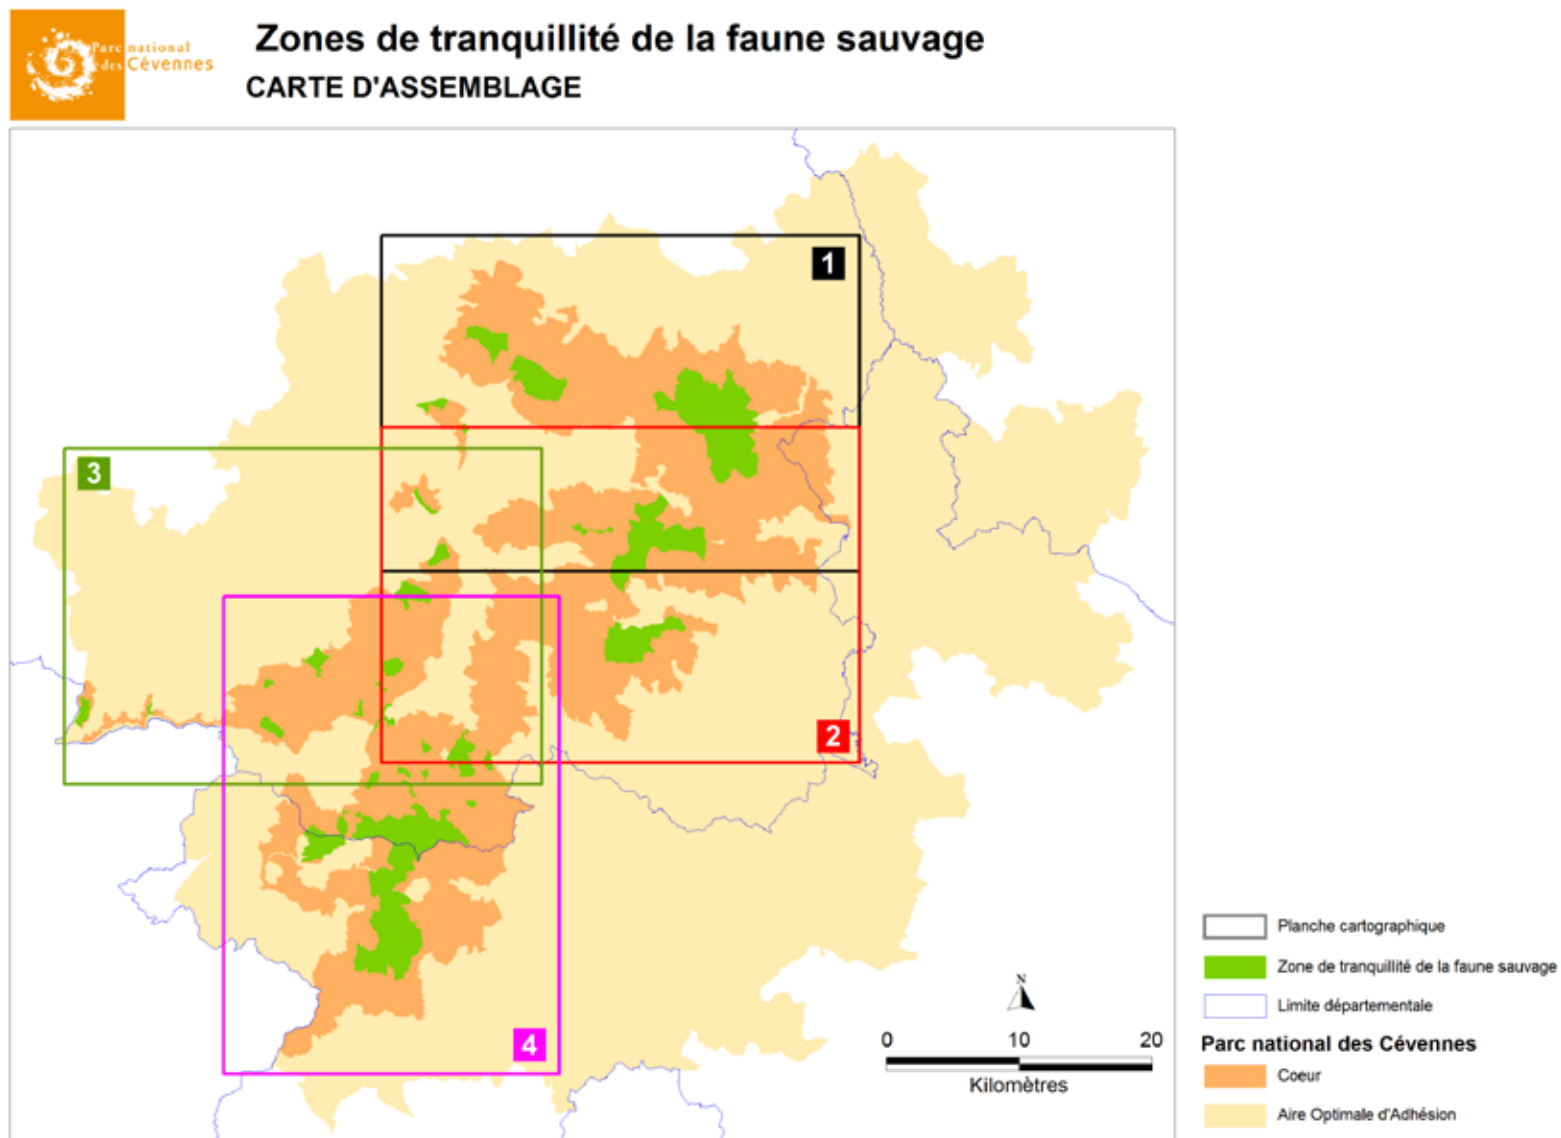 Parc national
des Cévennes
Zones de tranquillité de la faune sauvage
CARTE D'ASSEMBLAGE
1
3
2
4
N
0 10 20
Kilomètres
Planche cartographique
Zone de tranquillité de la faune sauvage
Limite départementale
Parc national des Cévennes
Coeur
Aire Optimale d'Adhésion